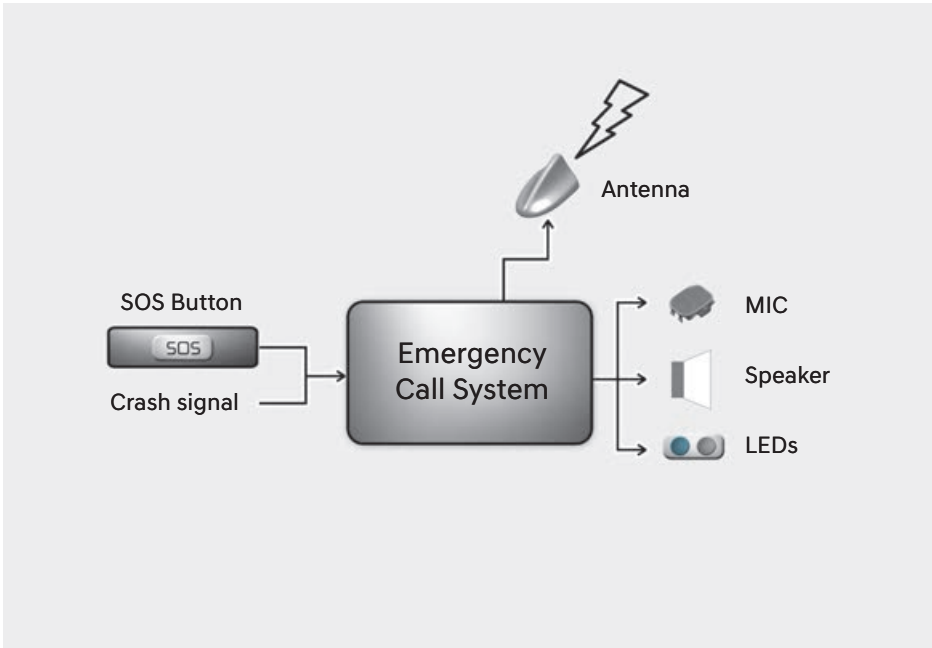 Antenna
SOS Button
SOS
Crash signal
Emergency
Call System
MIC
Speaker
LEDs